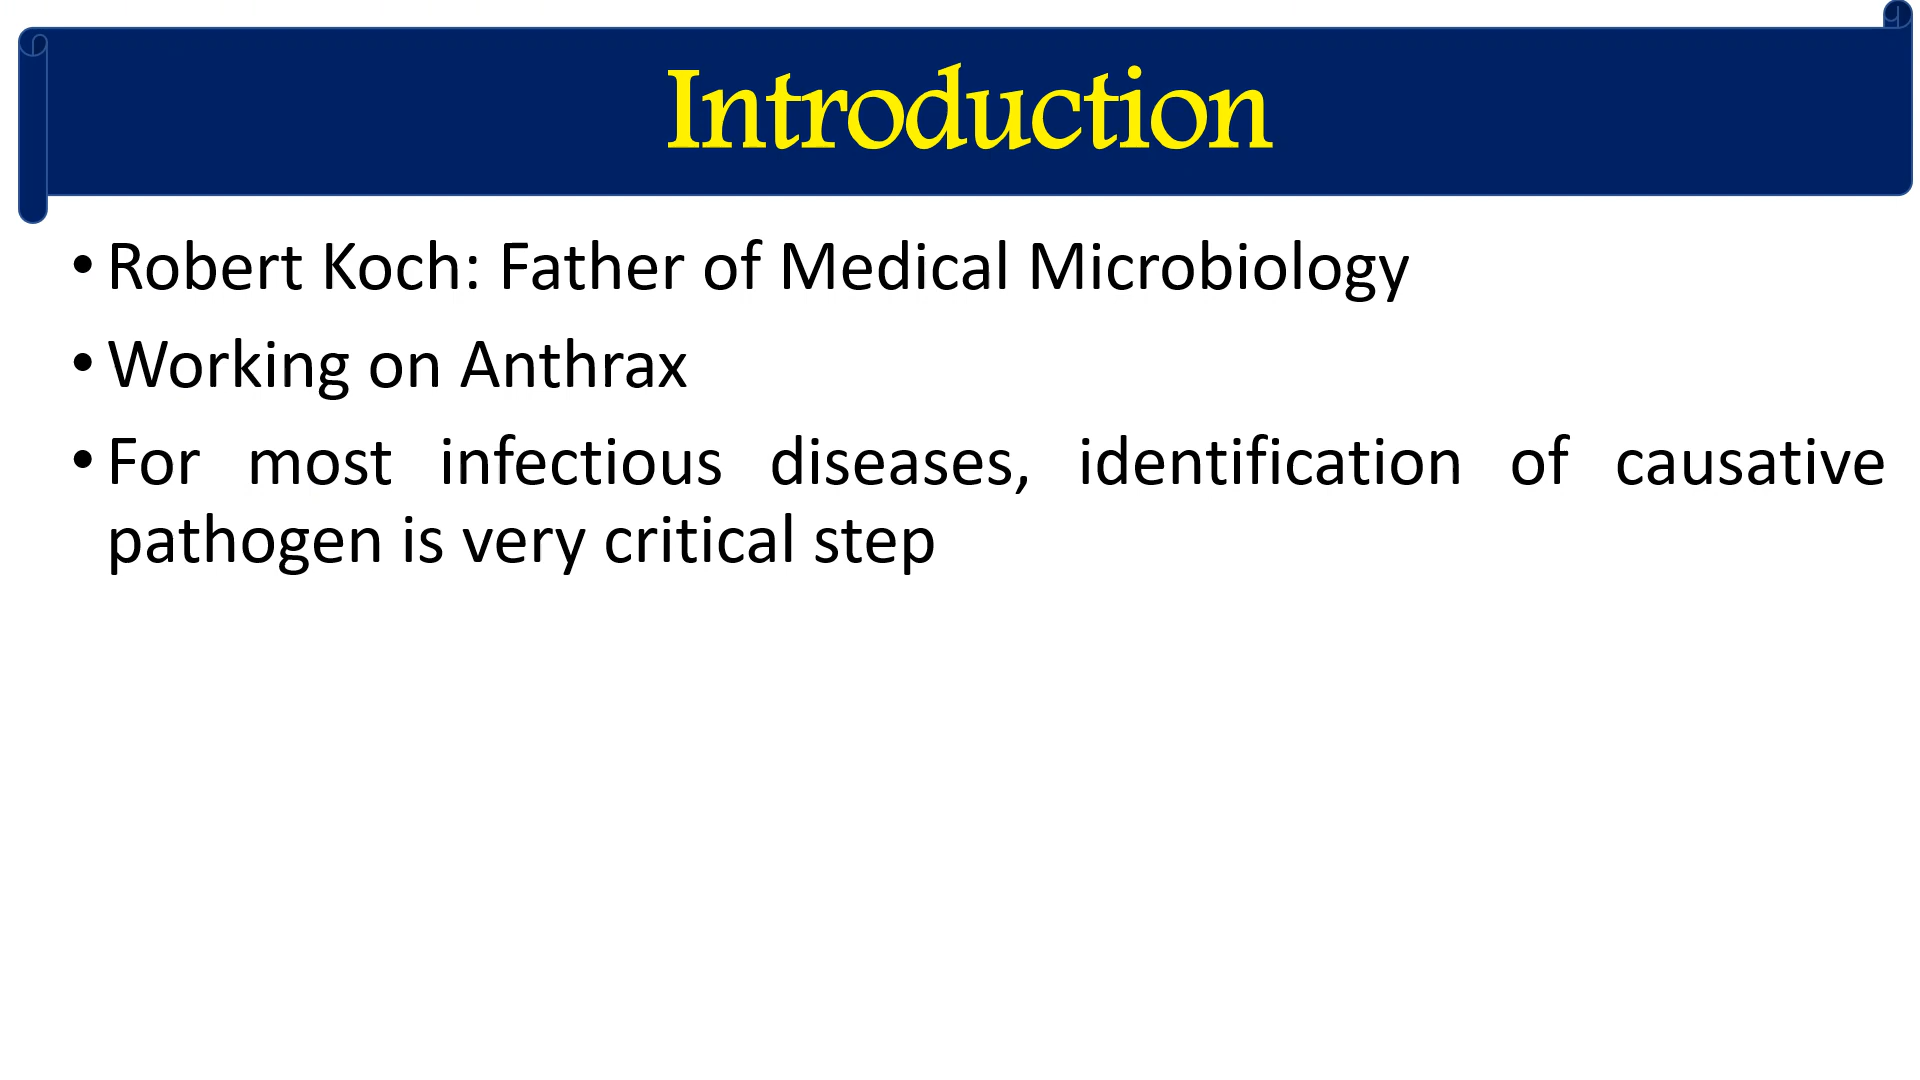 Introduction
• Robert Koch: Father of Medical Microbiology
• Working on Anthrax
• For most infectious diseases, identification of causative
pathogen is very critical step